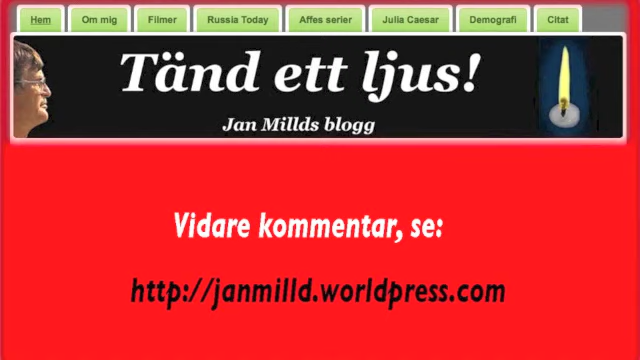 Hem Om mig Filmer Russia Today Affes serier Julia Caesar Demografi Citat
Tänd ett ljus!
Jan Millds blogg
Vidare kommentar, se:
http://janmilld.wordpress.com